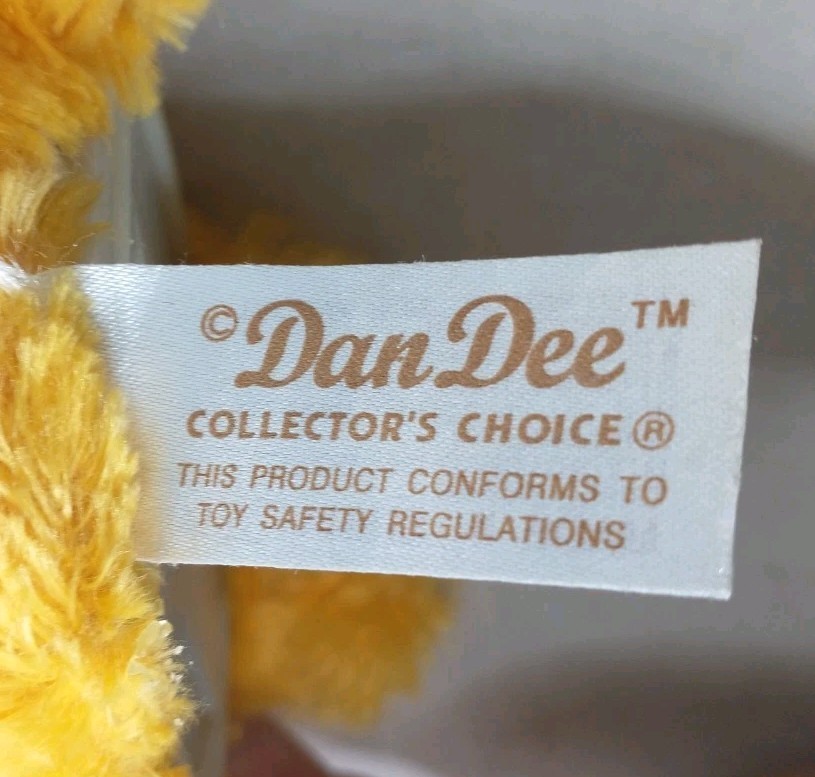 © Dan Dee™
COLLECTOR'S CHOICE®
THIS PRODUCT CONFORMS TO
TOY SAFETY REGULATIONS